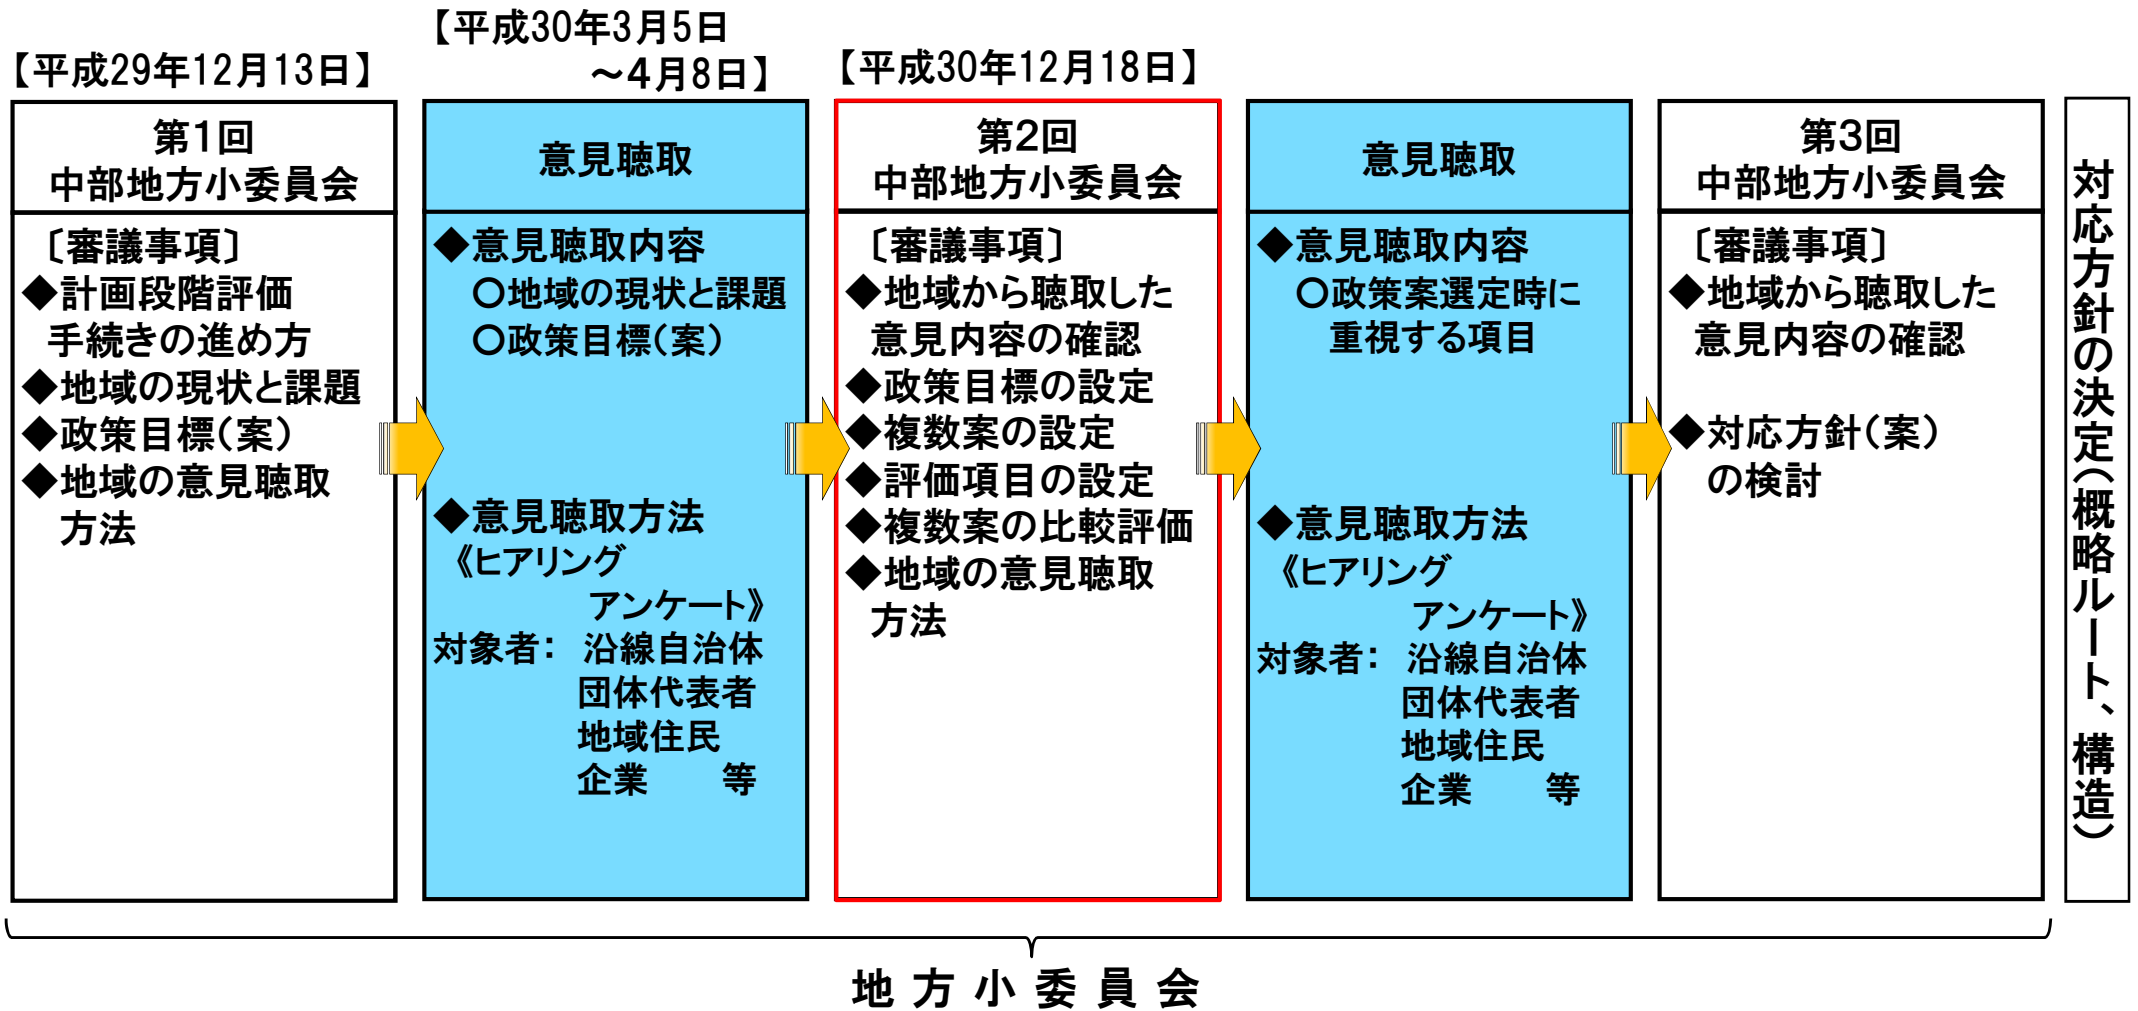 【平成29年12月13日】
第1回
中部地方小委員会
〔審議事項〕
◆計画段階評価
手続きの進め方
◆地域の現状と課題
◆政策目標(案)
◆地域の意見聴取
方法
【平成30年3月5日
～4月8日】
意見聴取
◆意見聴取内容
○地域の現状と課題
○政策目標(案)
◆意見聴取方法
《ヒアリング
アンケート》
対象者： 沿線自治体
団体代表者
地域住民
企業　　等
【平成30年12月18日】
第2回
中部地方小委員会
〔審議事項〕
◆地域から聴取した
意見内容の確認
◆政策目標の設定
◆複数案の設定
◆評価項目の設定
◆複数案の比較評価
◆地域の意見聴取
方法
意見聴取
◆意見聴取内容
○政策案選定時に
重視する項目
◆意見聴取方法
《ヒアリング
アンケート》
対象者： 沿線自治体
団体代表者
地域住民
企業　　等
第3回
中部地方小委員会
〔審議事項〕
◆地域から聴取した
意見内容の確認
◆対応方針(案)
の検討
対応方針の決定(概略ルート、構造)
地方小委員会